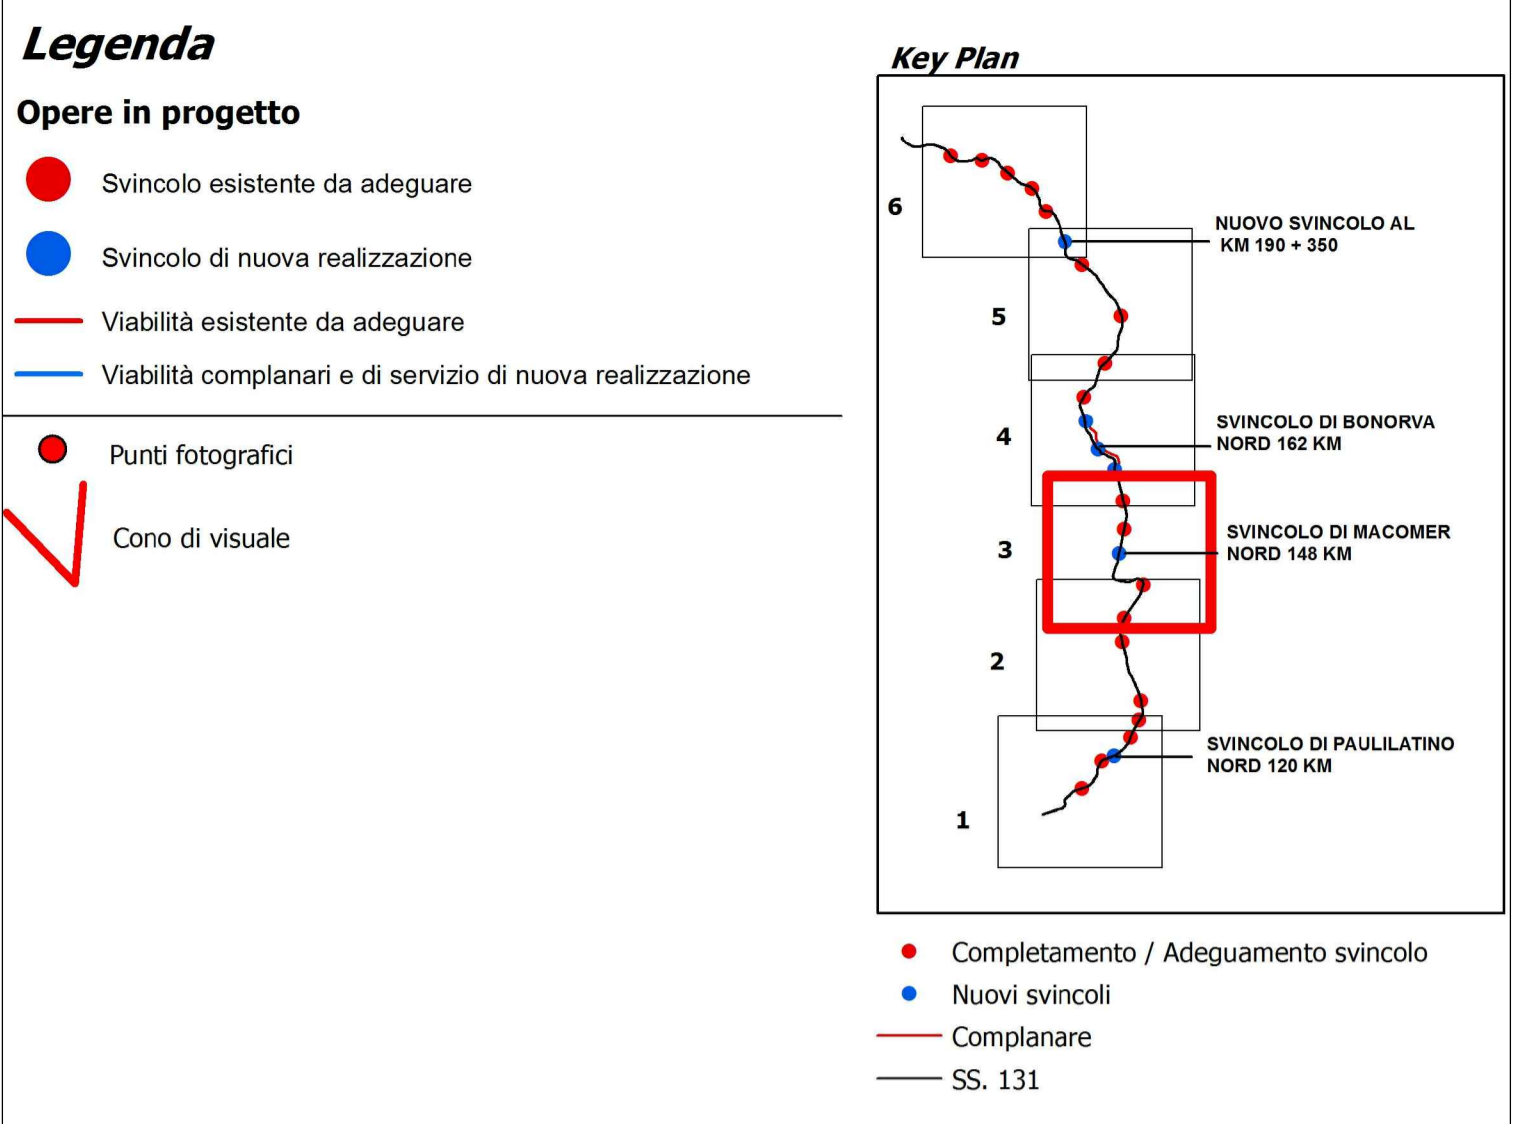 Legenda
Opere in progetto
Svincolo esistente da adeguare
Svincolo di nuova realizzazione
Viabilità esistente da adeguare
Viabilità complanari e di servizio di nuova realizzazione
Punti fotografici
Cono di visuale
Key Plan
6
NUOVO SVINCOLO AL
KM 190 + 350
5
4
SVINCOLO DI BONORVA
NORD 162 KM
3
SVINCOLO DI MACOMER
NORD 148 KM
2
SVINCOLO DI PAULILATINO
NORD 120 KM
1
Completamento / Adeguamento svincolo
Nuovi svincoli
Complanare
SS. 131